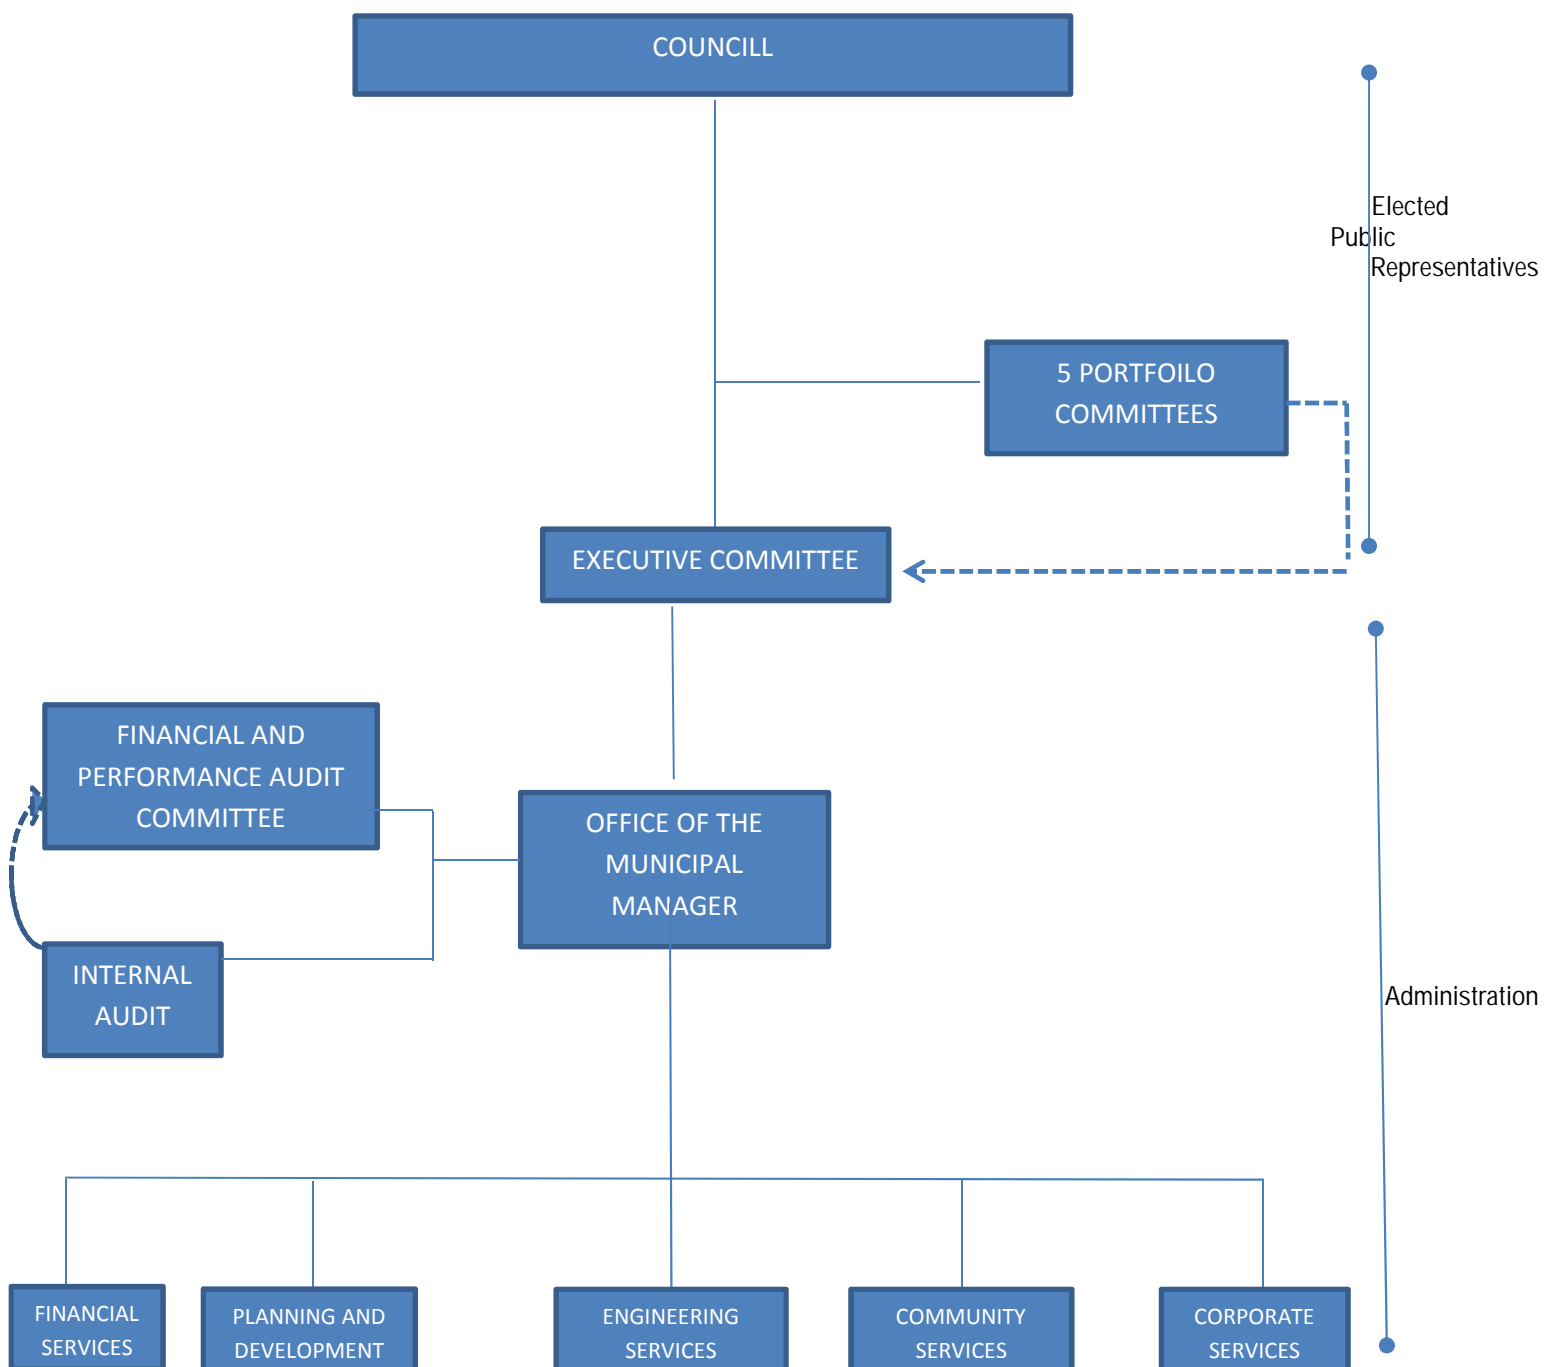 COUNCILL
Elected
Public
Representatives
5 PORTFOILO
COMMITTEES
EXECUTIVE COMMITTEE
FINANCIAL AND
PERFORMANCE AUDIT
COMMITTEE
OFFICE OF THE
MUNICIPAL
MANAGER
INTERNAL
AUDIT
Administration
FINANCIAL
SERVICES
PLANNING AND
DEVELOPMENT
ENGINEERING
SERVICES
COMMUNITY
SERVICES
CORPORATE
SERVICES